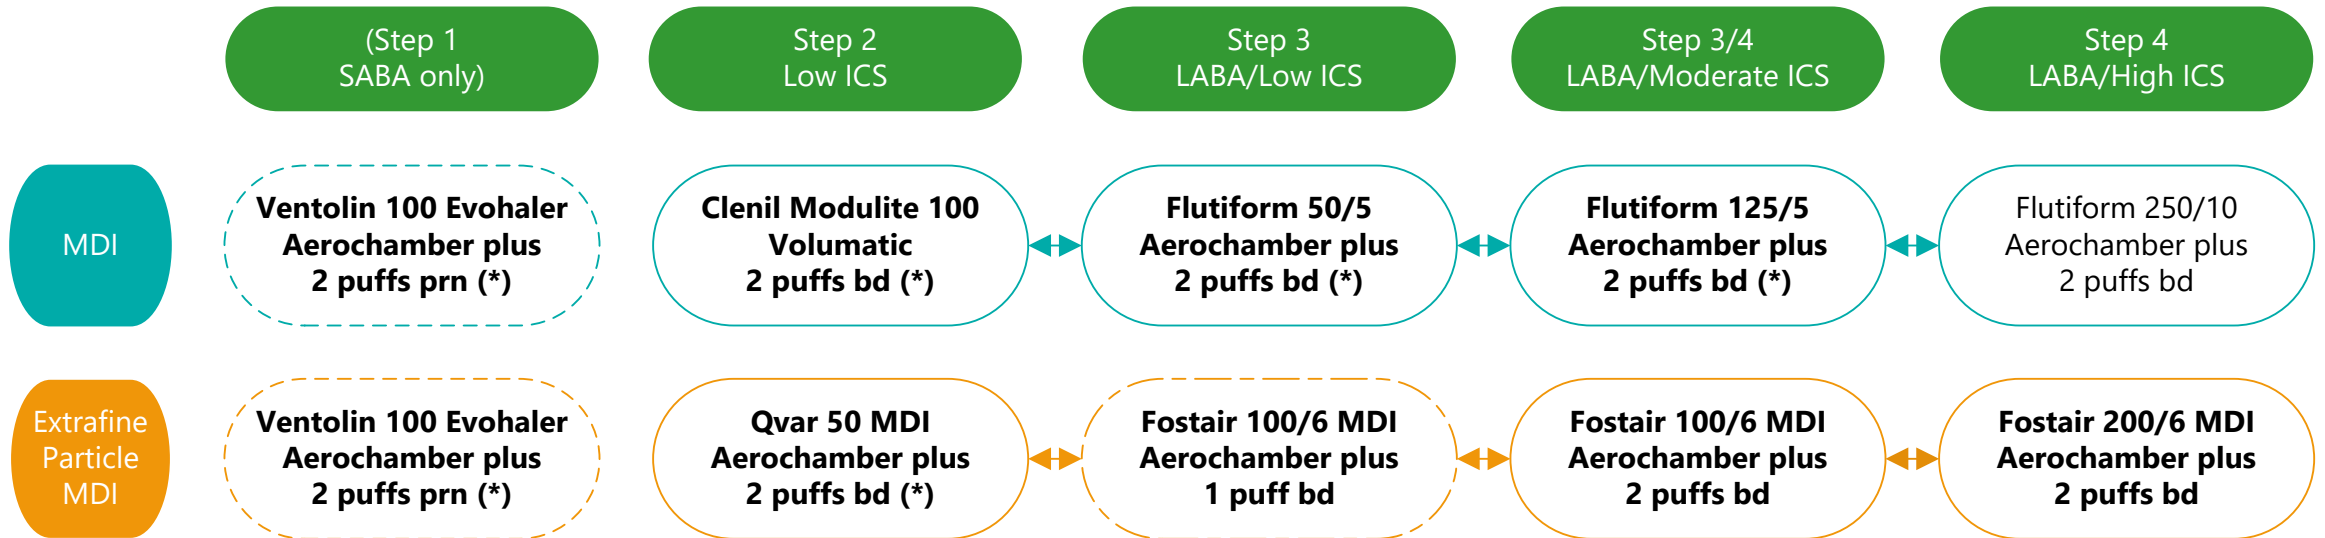 (Step 1
SABA only)
Step 2
Low ICS
Step 3
LABA/Low ICS
Step 3/4
LABA/Moderate ICS
Step 4
LABA/High ICS
MDI
Ventolin 100 Evohaler
Aerochamber plus
2 puffs prn (*)
Clenil Modulite 100
Volumatic
2 puffs bd (*)
Flutiform 50/5
Aerochamber plus
2 puffs bd (*)
Flutiform 125/5
Aerochamber plus
2 puffs bd (*)
Flutiform 250/10
Aerochamber plus
2 puffs bd
Extrafine
Particle
MDI
Ventolin 100 Evohaler
Aerochamber plus
2 puffs prn (*)
Qvar 50 MDI
Aerochamber plus
2 puffs bd (*)
Fostair 100/6 MDI
Aerochamber plus
1 puff bd
Fostair 100/6 MDI
Aerochamber plus
2 puffs bd
Fostair 200/6 MDI
Aerochamber plus
2 puffs bd